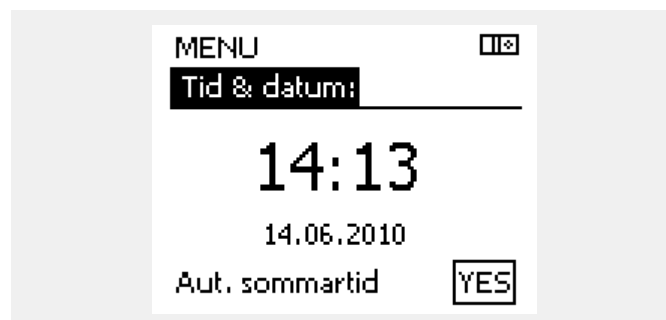 MENU
Tid & datum:
14:13
14.06.2010
Aut. sommartid YES